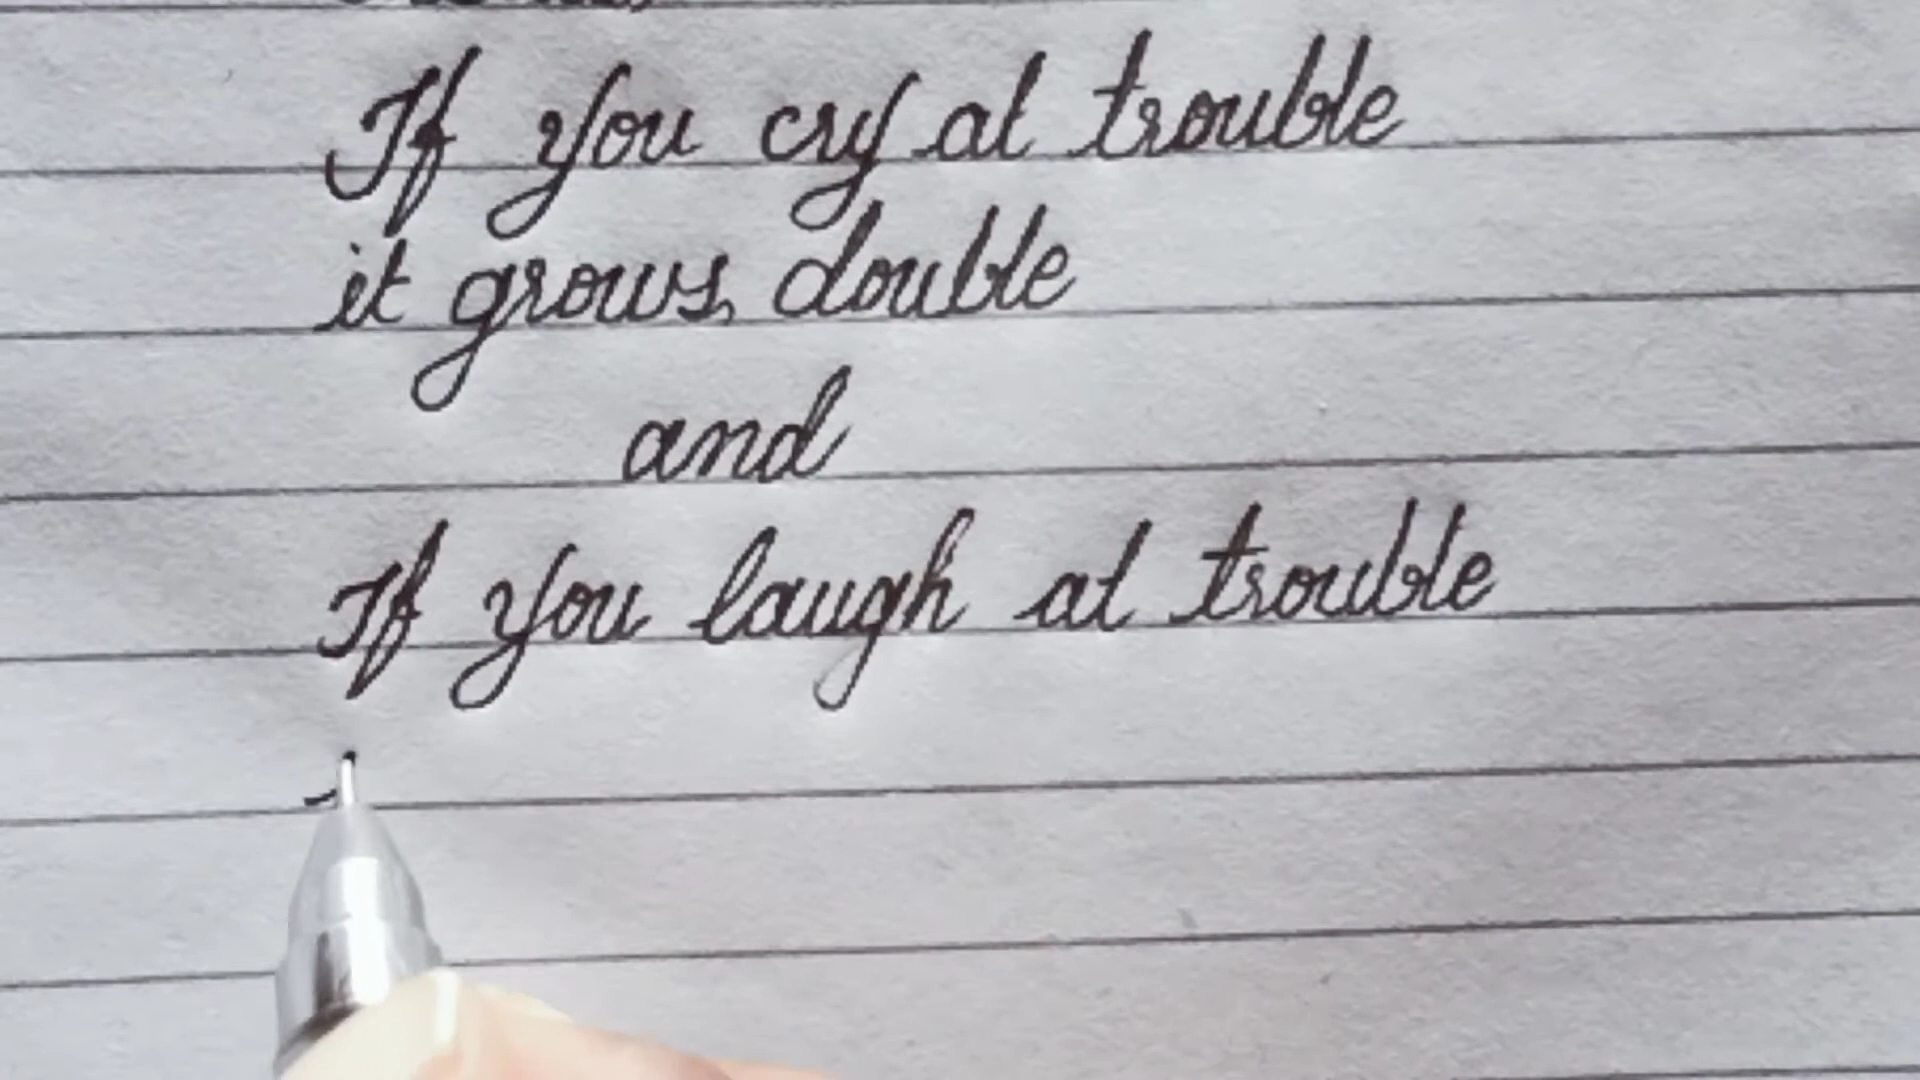 If you cry at trouble
it grows double
and
If you laugh at trouble